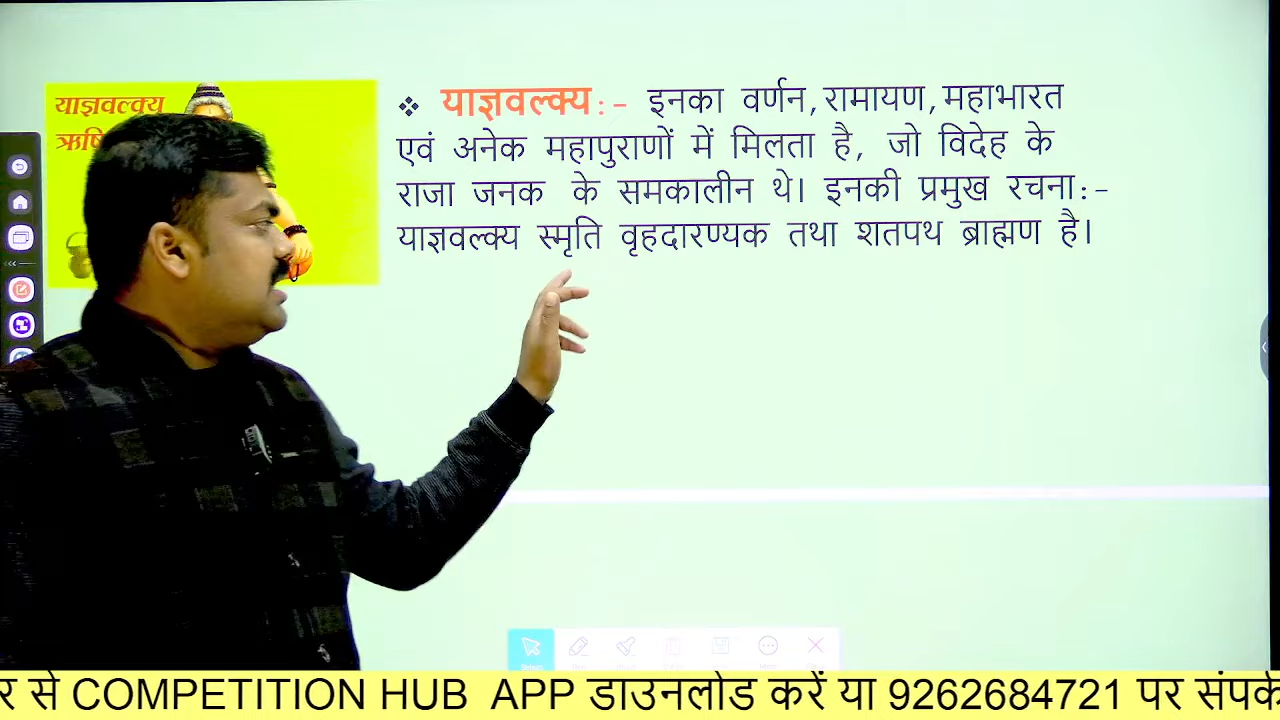 याज्ञवल्क्य
ऋषि
❖ याज्ञवल्क्य:- इनका वर्णन,रामायण,महाभारत
एवं अनेक महापुराणों में मिलता है, जो विदेह के
राजा जनक के समकालीन थे। इनकी प्रमुख रचना:-
याज्ञवल्क्य स्मृति वृहदारण्यक तथा शतपथ ब्राह्मण है।
र से COMPETITION HUB APP डाउनलोड करें या 9262684721 पर संपर्क